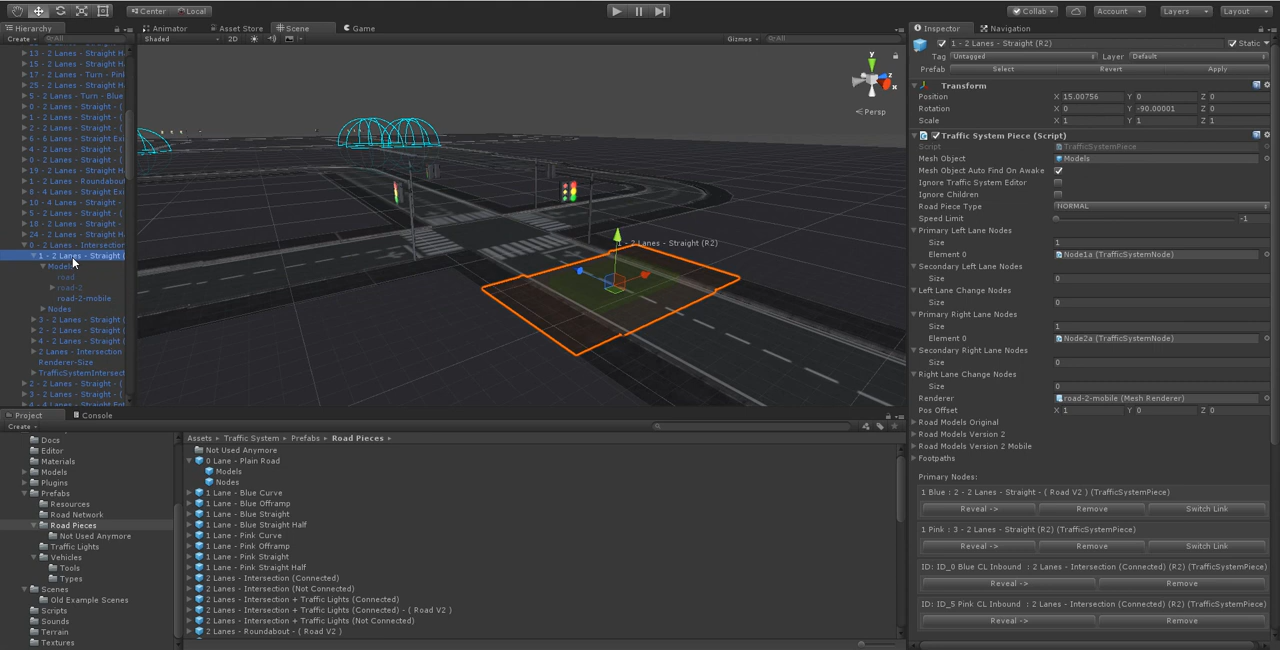 Center Local Collab Account Layers Layout
Hierarchy Animator Asset Store Scene Game Inspector Navigation
Create All Shaded 2D Gizmos All
13 - 2 Lanes - Straight H
15 - 2 Lanes - Straight H
17 - 2 Lanes - Turn - Pink
25 - 2 Lanes - Straight H
5 - 2 Lanes - Turn - Blue
0 - 2 Lanes - Straight - (
1 - 2 Lanes - Straight - (
2 - 2 Lanes - Straight - (
6 - 6 Lanes Straight Ex
4 - 2 Lanes - Straight - (
0 - 2 Lanes - Straight - (
19 - 2 Lanes - Straight H
1 - 2 Lanes - Roundabou
8 - 4 Lanes - Straight Ex
10 - 4 Lanes - Straight
5 - 2 Lanes - Straight - (
18 - 2 Lanes - Straight -
24 - 2 Lanes - Straight H
0 - 2 Lanes - Intersection
1 - 2 Lanes - Straight (
Models
road
road-2
road-2-mobile
Nodes
3 - 2 Lanes - Straight (
2 - 2 Lanes - Straight (
4 - 2 Lanes - Straight (
2 Lanes - Intersection
Renderer-Size
TrafficSystemIntersect
2 - 2 Lanes - Straight - (
3 - 2 Lanes - Straight - (
4 - 4 Lanes - Straight Ent
y
z
x
Persp
1 - 2 Lanes - Straight (R2)
1 - 2 Lanes - Straight (R2) Static
Tag Untagged Layer Default
Prefab Select Revert Apply
Transform
Position X 15.00756 Y 0 Z 0
Rotation X 0 Y -90.00001 Z 0
Scale X 1 Y 1 Z 1
Traffic System Piece (Script)
Script TrafficSystemPiece
Mesh Object Models
Mesh Object Auto Find On Awake
Ignore Traffic System Editor
Ignore Children
Road Piece Type NORMAL
Speed Limit -1
Primary Left Lane Nodes
Size 1
Element 0 Node1a (TrafficSystemNode)
Secondary Left Lane Nodes
Size 0
Left Lane Change Nodes
Size 0
Primary Right Lane Nodes
Size 1
Element 0 Node2a (TrafficSystemNode)
Secondary Right Lane Nodes
Size 0
Right Lane Change Nodes
Size 0
Renderer road-2-mobile (Mesh Renderer)
Pos Offset X 1 Y 0 Z 0
Road Models Original
Road Models Version 2
Road Models Version 2 Mobile
Footpaths
Primary Nodes:
1 Blue : 2 - 2 Lanes - Straight - ( Road V2 ) (TrafficSystemPiece)
Reveal -> Remove Switch Link
1 Pink : 3 - 2 Lanes - Straight (R2) (TrafficSystemPiece)
Reveal -> Remove Switch Link
ID: ID_0 Blue CL Inbound : 2 Lanes - Intersection (Connected) (R2) (TrafficSystemPiece)
Reveal -> Remove
ID: ID_5 Pink CL Inbound : 2 Lanes - Intersection (Connected) (R2) (TrafficSystemPiece)
Reveal -> Remove
Project Console
Create
Docs
Editor
Materials
Models
Plugins
Prefabs
Resources
Road Network
Road Pieces
Not Used Anymore
Traffic Lights
Vehicles
Tools
Types
Scenes
Old Example Scenes
Scripts
Sounds
Terrain
Textures
Assets Traffic System Prefabs Road Pieces
Not Used Anymore
0 Lane - Plain Road
Models
Nodes
1 Lane - Blue Curve
1 Lane - Blue Offramp
1 Lane - Blue Straight
1 Lane - Blue Straight Half
1 Lane - Pink Curve
1 Lane - Pink Offramp
1 Lane - Pink Straight
1 Lane - Pink Straight Half
2 Lanes - Intersection (Connected)
2 Lanes - Intersection (Not Connected)
2 Lanes - Intersection + Traffic Lights (Connected)
2 Lanes - Intersection + Traffic Lights (Connected) - ( Road V2 )
2 Lanes - Intersection + Traffic Lights (Not Connected)
2 Lanes - Roundabout - ( Road V2 )